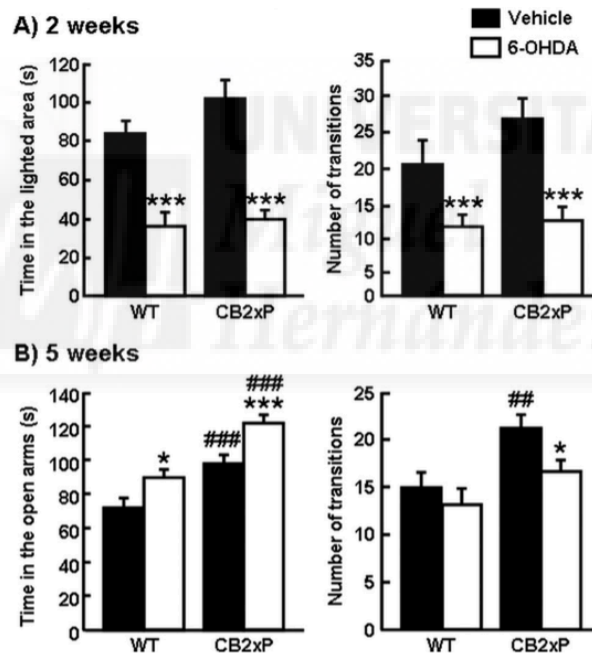 A) 2 weeks
Vehicle
6-OHDA
Time in the lighted area (s)
120
100
80
60
40
20
0
***
***
WT
CB2xP
Number of transitions
35
30
25
20
15
10
5
0
***
***
WT
CB2xP
UNIVERSITA
Miguel
Hernánde
B) 5 weeks
Time in the open arms (s)
140
120
100
80
60
40
20
0
*
###
###
***
WT
CB2xP
Number of transitions
25
20
15
10
5
0
##
*
WT
CB2xP